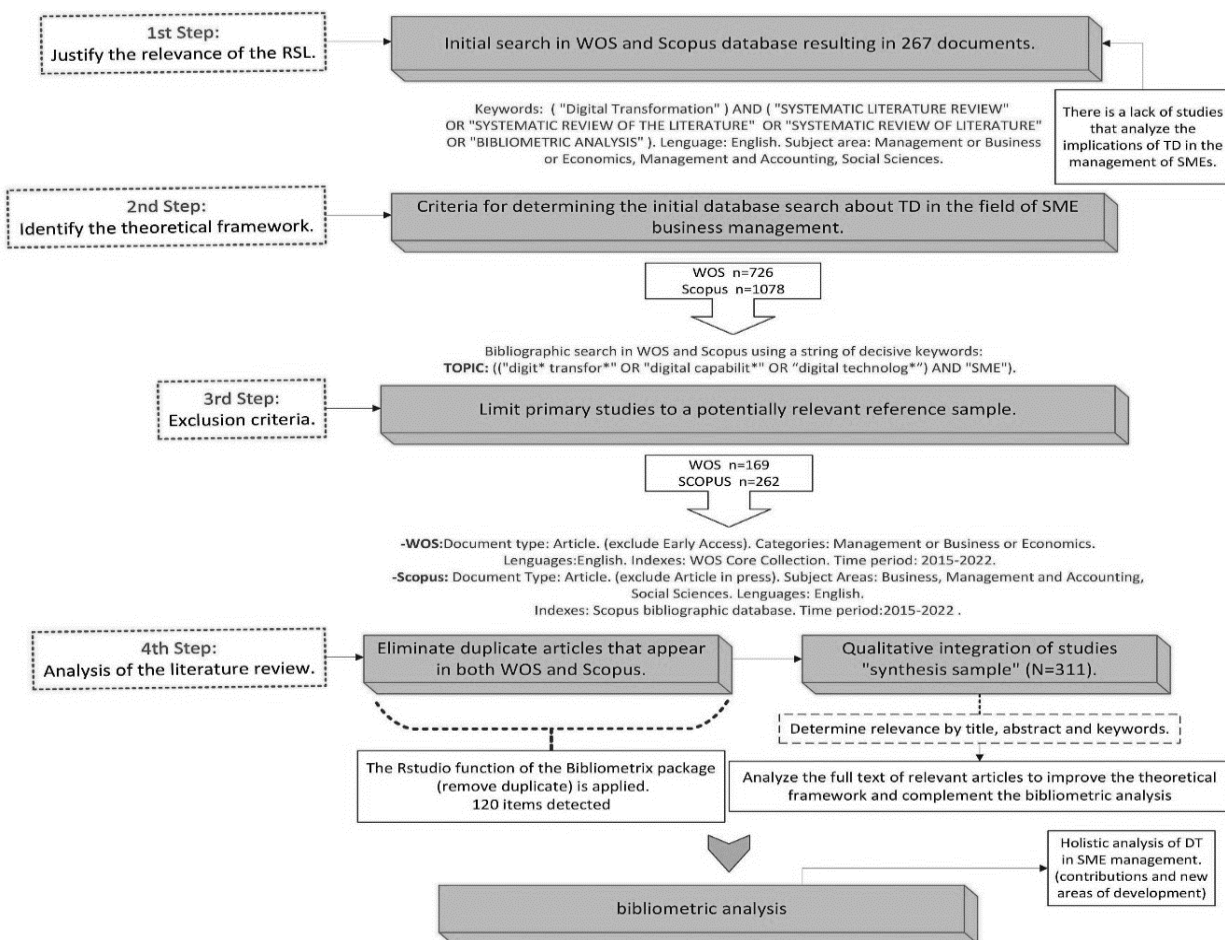 1st Step:
Justify the relevance of the RSL.
Initial search in WOS and Scopus database resulting in 267 documents.
Keywords: ( "Digital Transformation" ) AND ( "SYSTEMATIC LITERATURE REVIEW"
OR "SYSTEMATIC REVIEW OF THE LITERATURE" OR "SYSTEMATIC REVIEW OF LITERATURE"
OR "BIBLIOMETRIC ANALYSIS" ). Lenguage: English. Subject area: Management or Business
or Economics, Management and Accounting, Social Sciences.
There is a lack of studies
that analyze the
implications of TD in the
management of SMEs.
2nd Step:
Identify the theoretical framework.
Criteria for determining the initial database search about TD in the field of SME
business management.
WOS n=726
Scopus n=1078
Bibliographic search in WOS and Scopus using a string of decisive keywords:
TOPIC: (("digit* transfor*" OR "digital capabilit*" OR “digital technolog*”) AND "SME").
3rd Step:
Exclusion criteria.
Limit primary studies to a potentially relevant reference sample.
WOS n=169
SCOPUS n=262
-WOS:Document type: Article. (exclude Early Access). Categories: Management or Business or Economics.
Lenguages:English. Indexes: WOS Core Collection. Time period: 2015-2022.
-Scopus: Document Type: Article. (exclude Article in press). Subject Areas: Business, Management and Accounting,
Social Sciences. Lenguages: English.
Indexes: Scopus bibliographic database. Time period:2015-2022 .
4th Step:
Analysis of the literature review.
Eliminate duplicate articles that appear
in both WOS and Scopus.
Qualitative integration of studies
"synthesis sample" (N=311).
Determine relevance by title, abstract and keywords.
The Rstudio function of the Bibliometrix package
(remove duplicate) is applied.
120 items detected
Analyze the full text of relevant articles to improve the theoretical
framework and complement the bibliometric analysis
Holistic analysis of DT
in SME management.
(contributions and new
areas of development)
bibliometric analysis